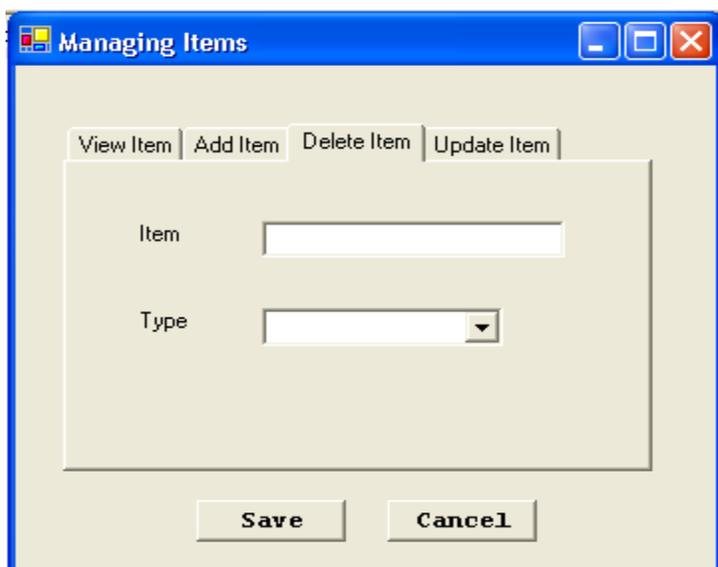 Managing Items
View Item Add Item Delete Item Update Item
Item
Type
Save Cancel